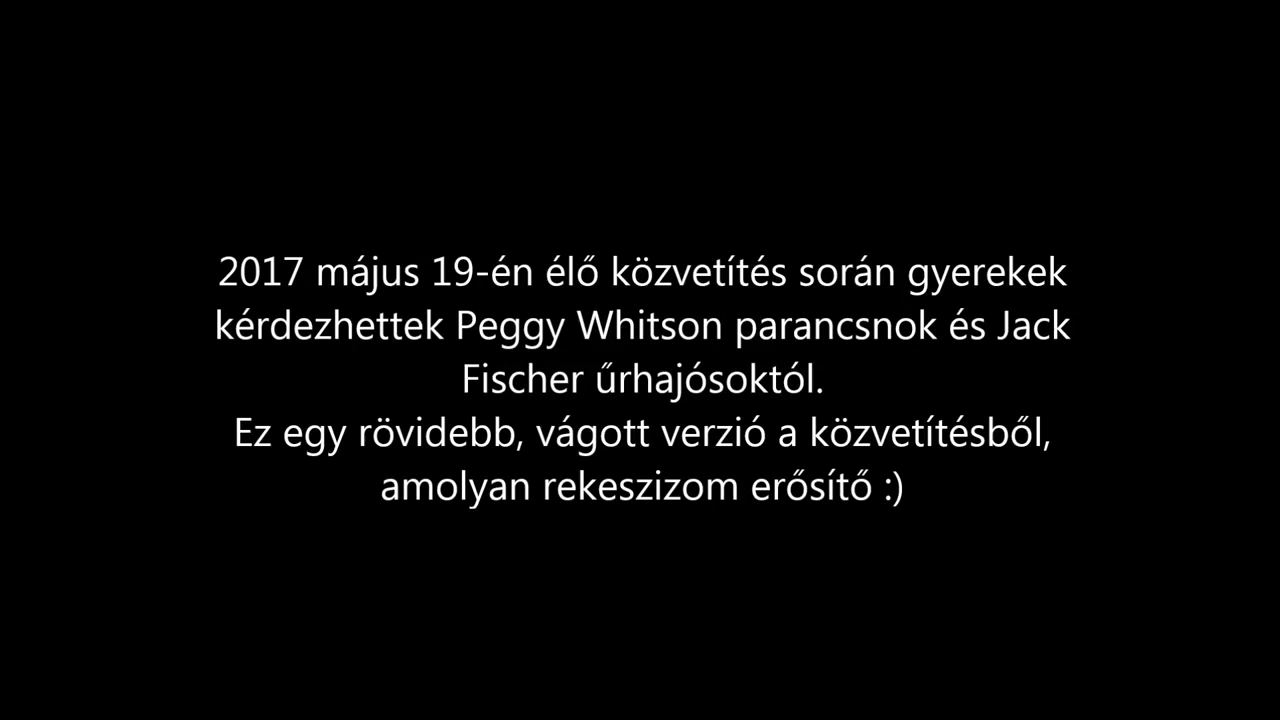 2017 május 19-én élő közvetítés során gyerekek
kérdezhettek Peggy Whitson parancsnok és Jack
Fischer űrhajósoktól.
Ez egy rövidebb, vágott verzió a közvetítésből,
amolyan rekeszizom erősítő :)